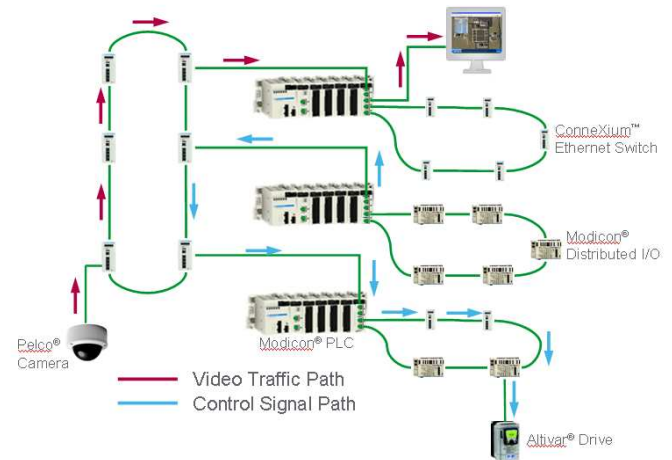 ConneXium™
Ethernet Switch
Modicon®
Distributed I/O
Pelco®
Camera
Modicon® PLC
Video Traffic Path
Control Signal Path
Altivar® Drive